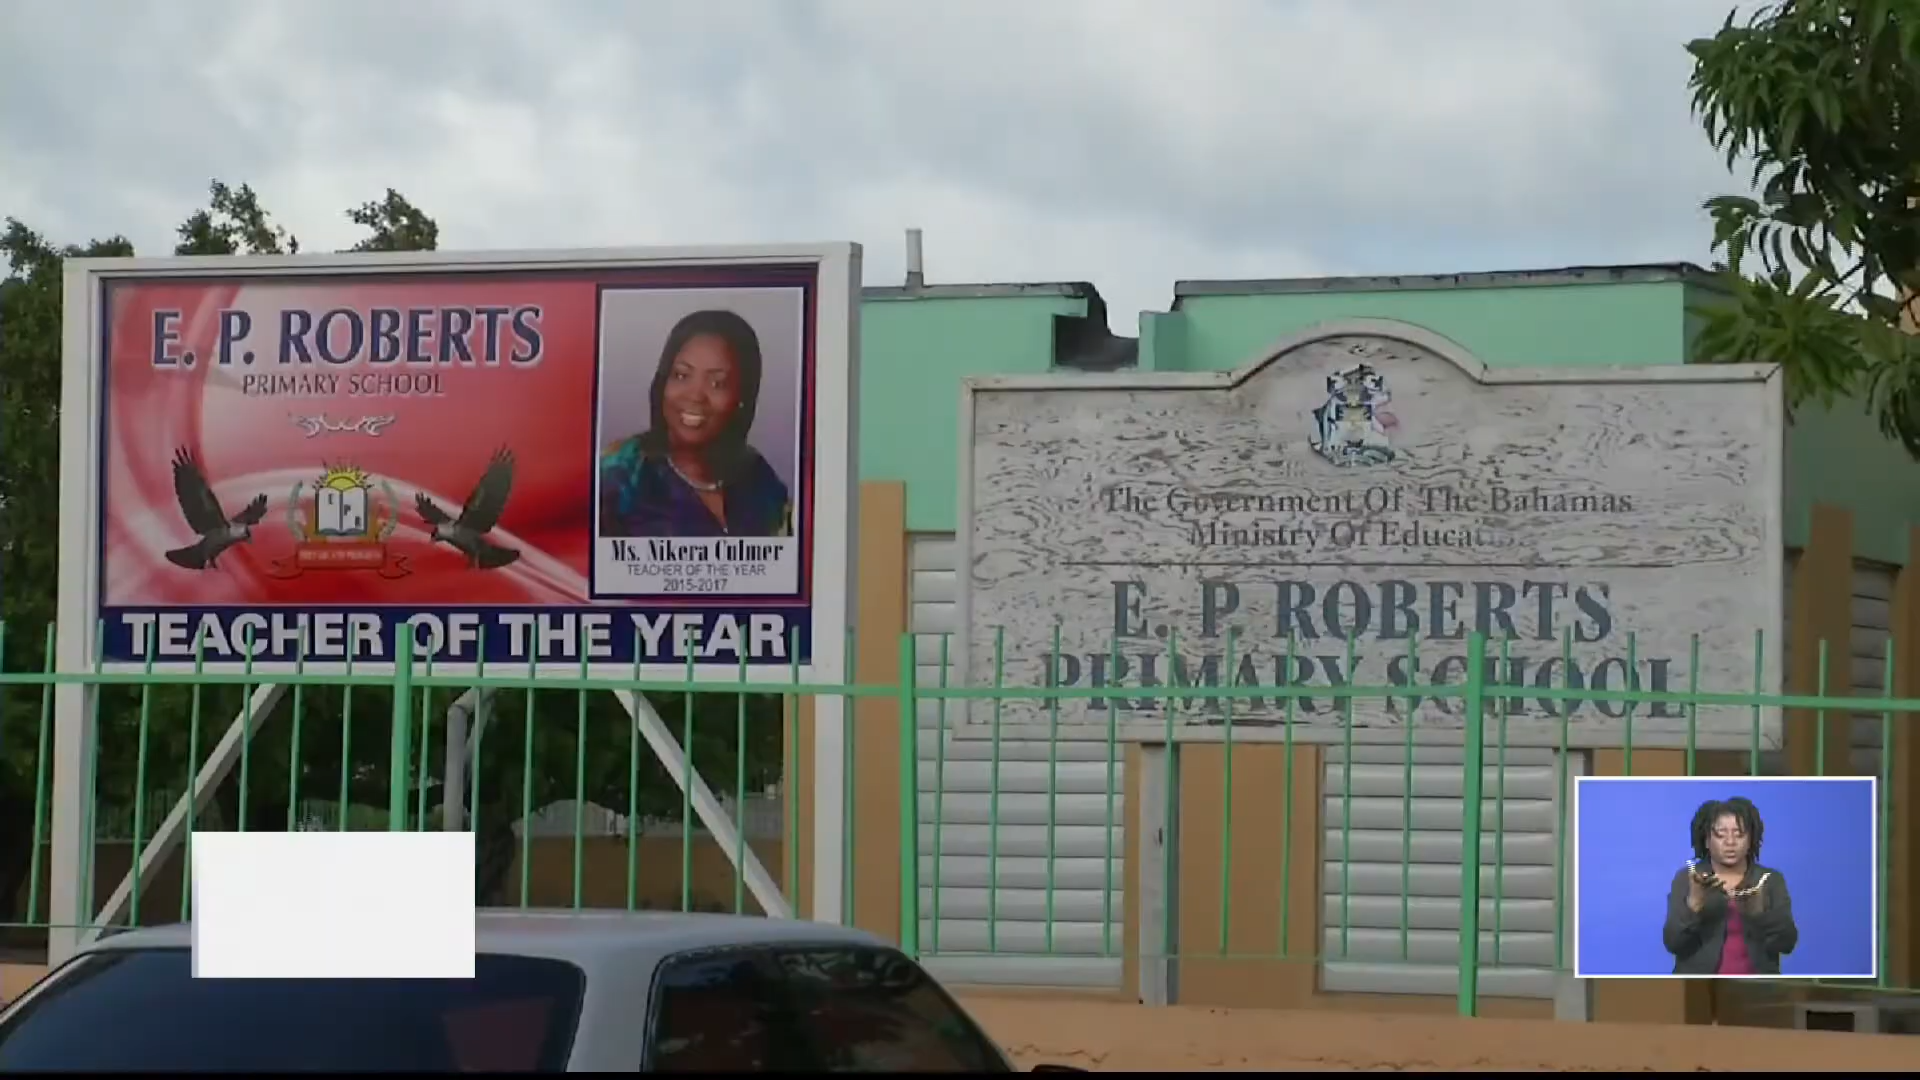 E. P. ROBERTS
PRIMARY SCHOOL
E
P R
Ms. Nikera Culmer
TEACHER OF THE YEAR
2015-2017
TEACHER OF THE YEAR
The Government Of The Bahamas
Ministry Of
E. P. ROBERTS
PRIMARY SCHOOL